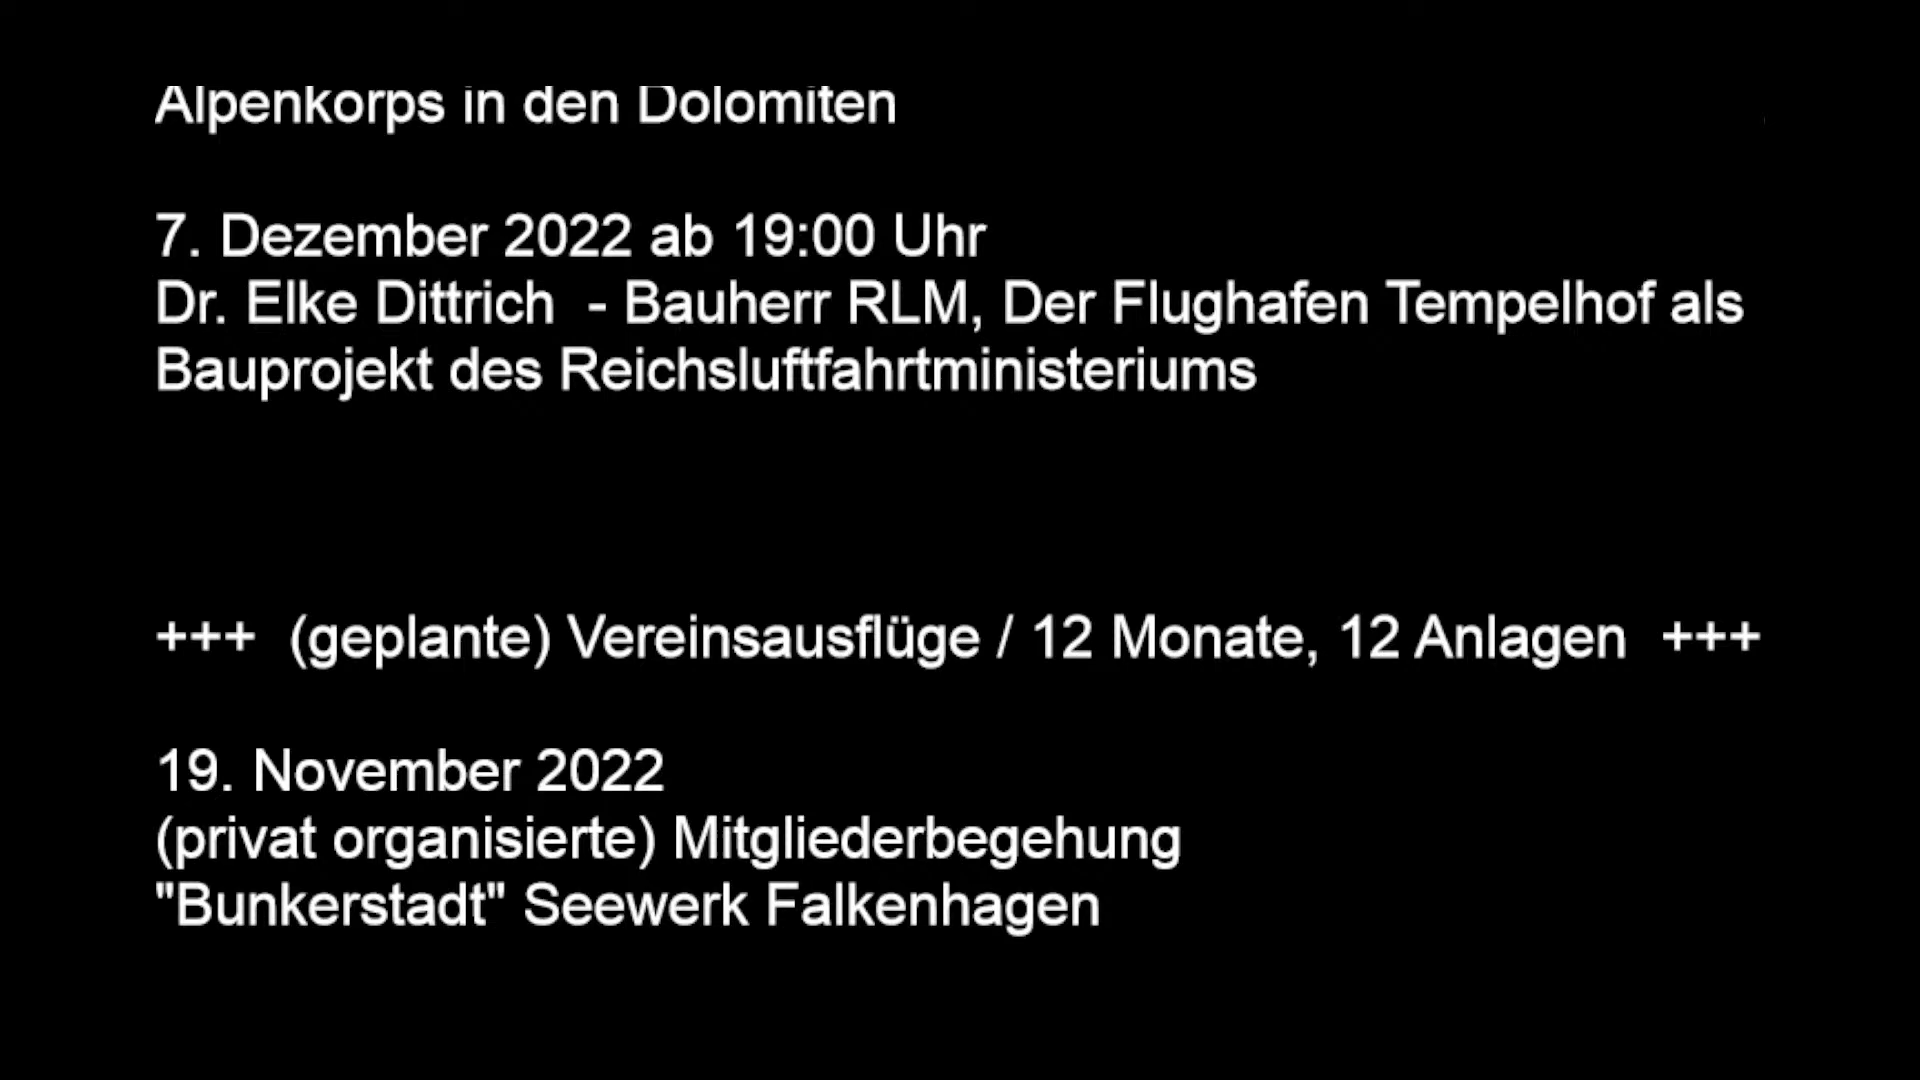 Alpenkorps in den Dolomiten
7. Dezember 2022 ab 19:00 Uhr
Dr. Elke Dittrich  - Bauherr RLM, Der Flughafen Tempelhof als
Bauprojekt des Reichsluftfahrtministeriums
+++  (geplante) Vereinsausflüge / 12 Monate, 12 Anlagen  +++
19. November 2022
(privat organisierte) Mitgliederbegehung
"Bunkerstadt" Seewerk Falkenhagen